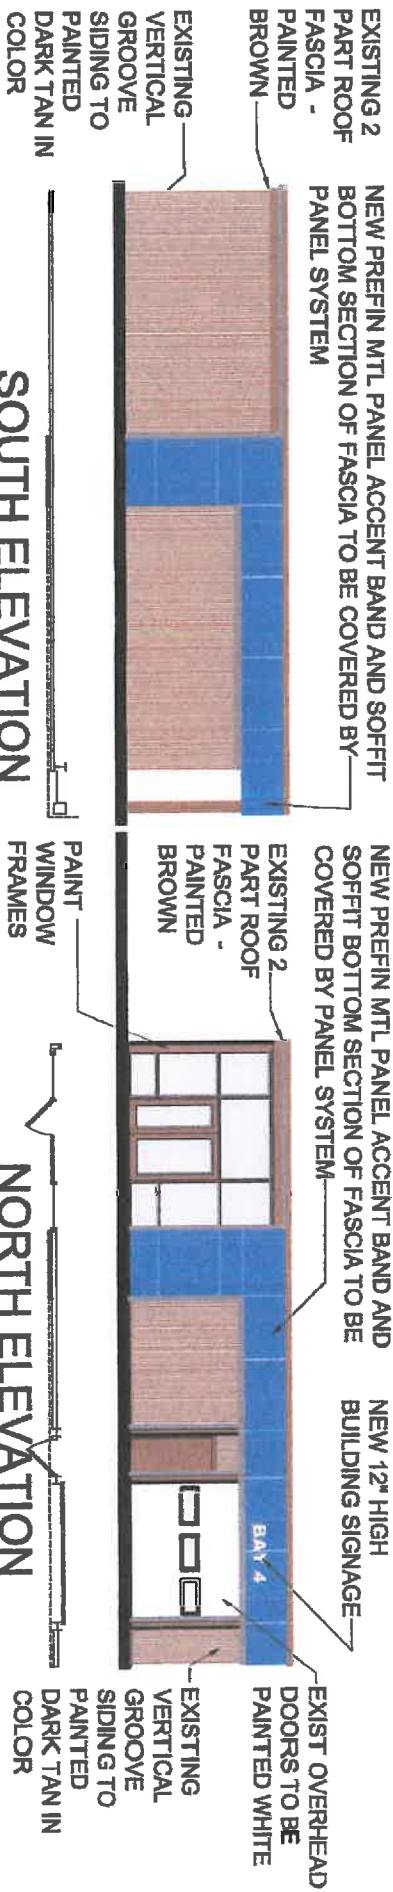 EXISTING 2
PART ROOF
FASCIA -
PAINTED
BROWN
NEW PREFIN MTL PANEL ACCENT BAND AND SOFFIT
BOTTOM SECTION OF FASCIA TO BE COVERED BY
PANEL SYSTEM
EXISTING
VERTICAL
GROOVE
SIDING TO
PAINTED
DARK TAN IN
COLOR
SOUTH ELEVATION
NEW PREFIN MTL PANEL ACCENT BAND AND
SOFFIT BOTTOM SECTION OF FASCIA TO BE
COVERED BY PANEL SYSTEM
EXISTING 2
PART ROOF
FASCIA -
PAINTED
BROWN
PAINT
WINDOW
FRAMES
NEW 12" HIGH
BUILDING SIGNAGE
BAY 4
EXIST OVERHEAD
DOORS TO BE
PAINTED WHITE
EXISTING
VERTICAL
GROOVE
SIDING TO
PAINTED
DARK TAN IN
COLOR
NORTH ELEVATION